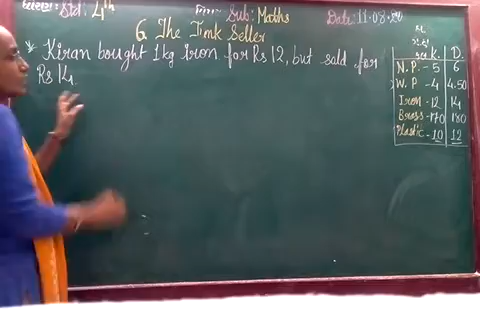 Std: 4th
Sub: Maths
Date: 11.08.20
6. The Junk Seller
* Kiran bought 1kg Iron for Rs 12, but sold for
Rs 14.
K. D.
N.P. - 5 6
W.P - 4 4.50
Iron - 12 14
Brass - 170 180
Plastic - 10 12